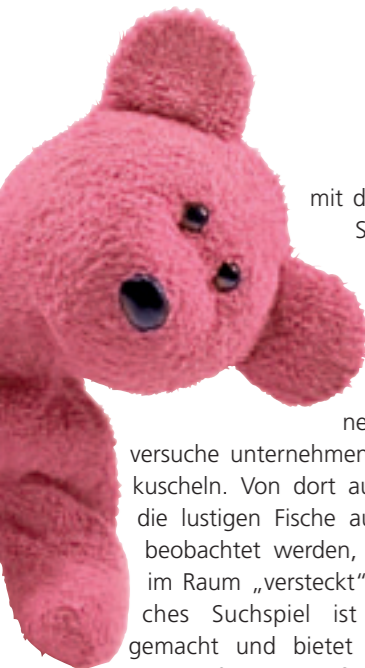 mit d
S
ne
versuche unternehmen
kuscheln. Von dort au
die lustigen Fische au
beobachtet werden,
im Raum „versteckt“
ches Suchspiel ist
gemacht und bietet